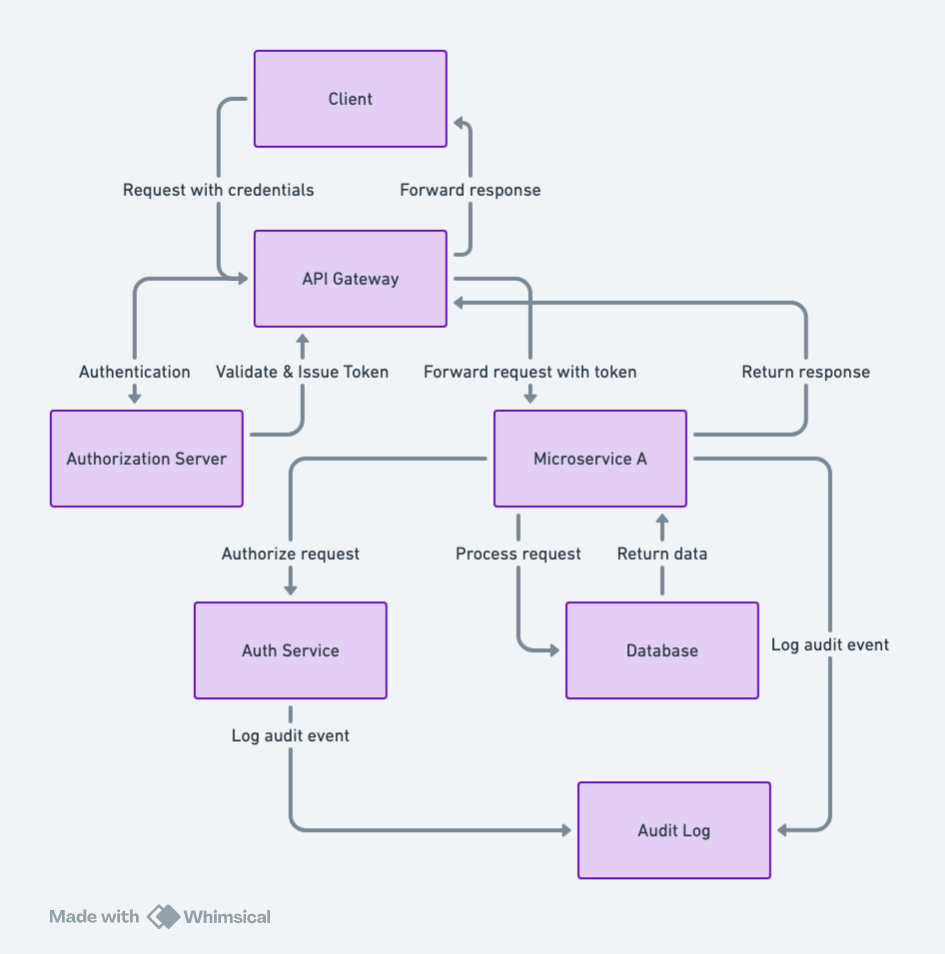 Client
Request with credentials
Forward response
API Gateway
Authentication
Validate & Issue Token
Forward request with token
Return response
Authorization Server
Microservice A
Authorize request
Process request
Return data
Auth Service
Database
Log audit event
Log audit event
Audit Log
Made with Whimsical